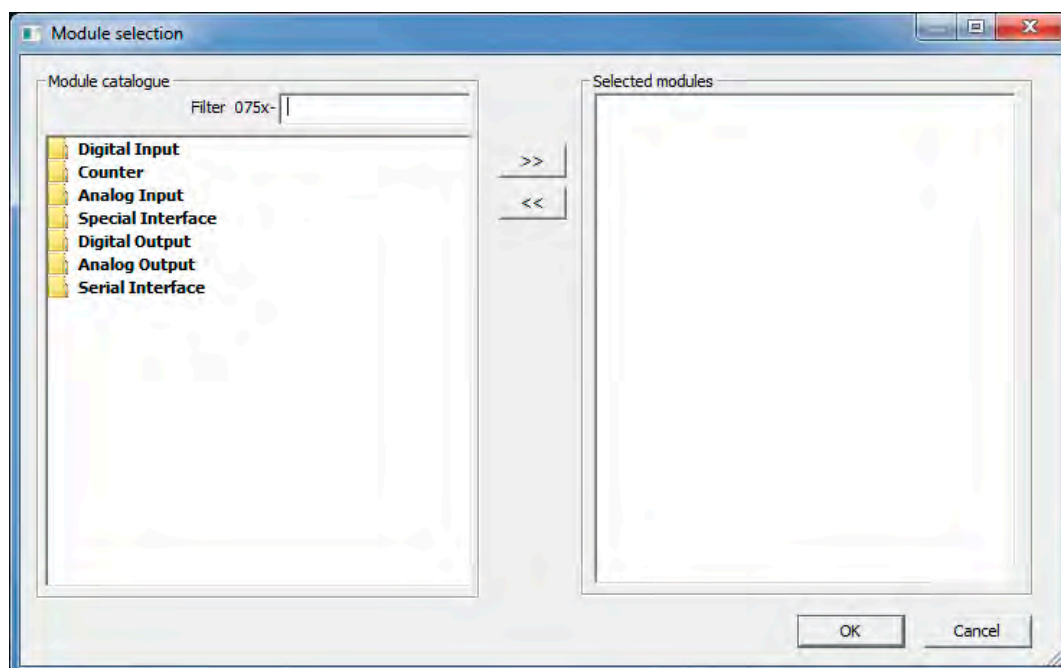 Module selection
Module catalogue
Filter 075x-
Digital Input
Counter
Analog Input
Special Interface
Digital Output
Analog Output
Serial Interface
>>
<<
Selected modules
OK
Cancel